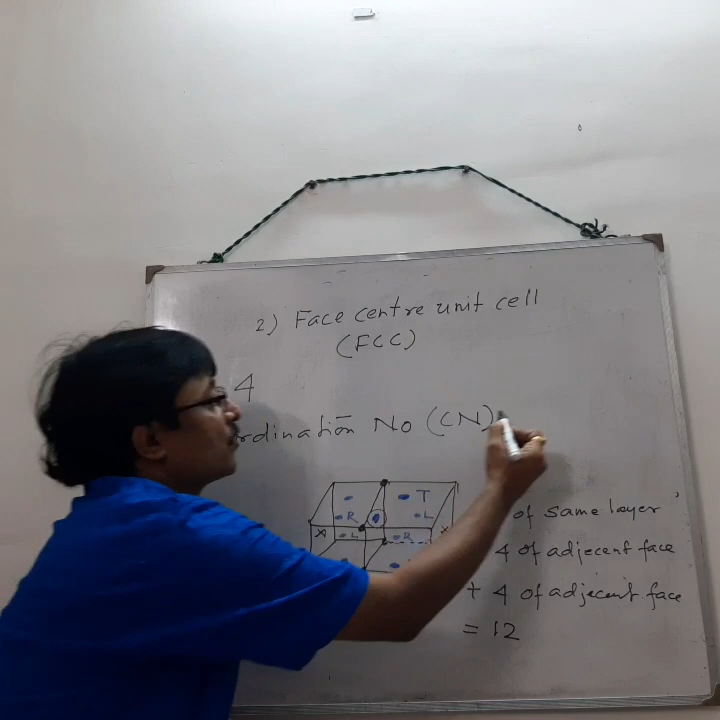 2) Face centre unit cell
(FCC)
4
rdination No (CN)
T
R L
X L R X
of same layer
4 of adjecent face
+ 4 of adjecent face
= 12